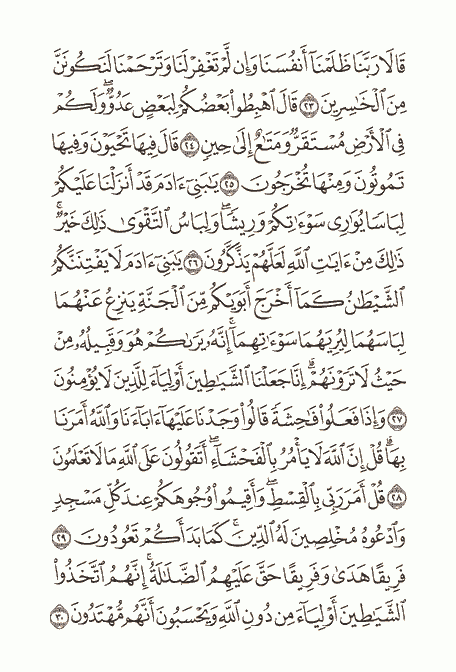 قَالَا رَبَّنَا ظَلَمْنَآ أَنفُسَنَا وَإِن لَّمْ تَغْفِرْ لَنَا وَتَرْحَمْنَا لَنَكُونَنَّ
مِنَ ٱلْخَٰسِرِينَ ٢٣ قَالَ ٱهْبِطُوا۟ بَعْضُكُمْ لِبَعْضٍ عَدُوٌّ ۖ وَلَكُمْ
فِى ٱلْأَرْضِ مُسْتَقَرٌّ وَمَتَٰعٌ إِلَىٰ حِينٍ ٢٤ قَالَ فِيهَا تَحْيَوْنَ وَفِيهَا
تَمُوتُونَ وَمِنْهَا تُخْرَجُونَ ٢٥ يَٰبَنِىٓ ءَادَمَ قَدْ أَنزَلْنَا عَلَيْكُمْ
لِبَاسًا يُوَٰرِى سَوْءَٰتِكُمْ وَرِيشًا ۖ وَلِبَاسُ ٱلتَّقْوَىٰ ذَٰلِكَ خَيْرٌ ۚ
ذَٰلِكَ مِنْ ءَايَٰتِ ٱللَّهِ لَعَلَّهُمْ يَذَّكَّرُونَ ٢٦ يَٰبَنِىٓ ءَادَمَ لَا يَفْتِنَنَّكُمُ
ٱلشَّيْطَٰنُ كَمَآ أَخْرَجَ أَبَوَيْكُم مِّنَ ٱلْجَنَّةِ يَنزِعُ عَنْهُمَا
لِبَاسَهُمَا لِيُرِيَهُمَا سَوْءَٰتِهِمَآ ۗ إِنَّهُۥ يَرَىٰكُمْ هُوَ وَقَبِيلُهُۥ مِنْ
حَيْثُ لَا تَرَوْنَهُمْ ۗ إِنَّا جَعَلْنَا ٱلشَّيَٰطِينَ أَوْلِيَآءَ لِلَّذِينَ لَا يُؤْمِنُونَ
٢٧ وَإِذَا فَعَلُوا۟ فَٰحِشَةً قَالُوا۟ وَجَدْنَا عَلَيْهَآ ءَابَآءَنَا وَٱللَّهُ أَمَرَنَا
بِهَا ۗ قُلْ إِنَّ ٱللَّهَ لَا يَأْمُرُ بِٱلْفَحْشَآءِ ۖ أَتَقُولُونَ عَلَى ٱللَّهِ مَا لَا تَعْلَمُونَ
٢٨ قُلْ أَمَرَ رَبِّى بِٱلْقِسْطِ ۖ وَأَقِيمُوا۟ وُجُوهَكُمْ عِندَ كُلِّ مَسْجِدٍ
وَٱدْعُوهُ مُخْلِصِينَ لَهُ ٱلدِّينَ ۚ كَمَا بَدَأَكُمْ تَعُودُونَ ٢٩
فَرِيقًا هَدَىٰ وَفَرِيقًا حَقَّ عَلَيْهِمُ ٱلضَّلَٰلَةُ ۗ إِنَّهُمُ ٱتَّخَذُوا۟
ٱلشَّيَٰطِينَ أَوْلِيَآءَ مِن دُونِ ٱللَّهِ وَيَحْسَبُونَ أَنَّهُم مُّهْتَدُونَ ٣٠